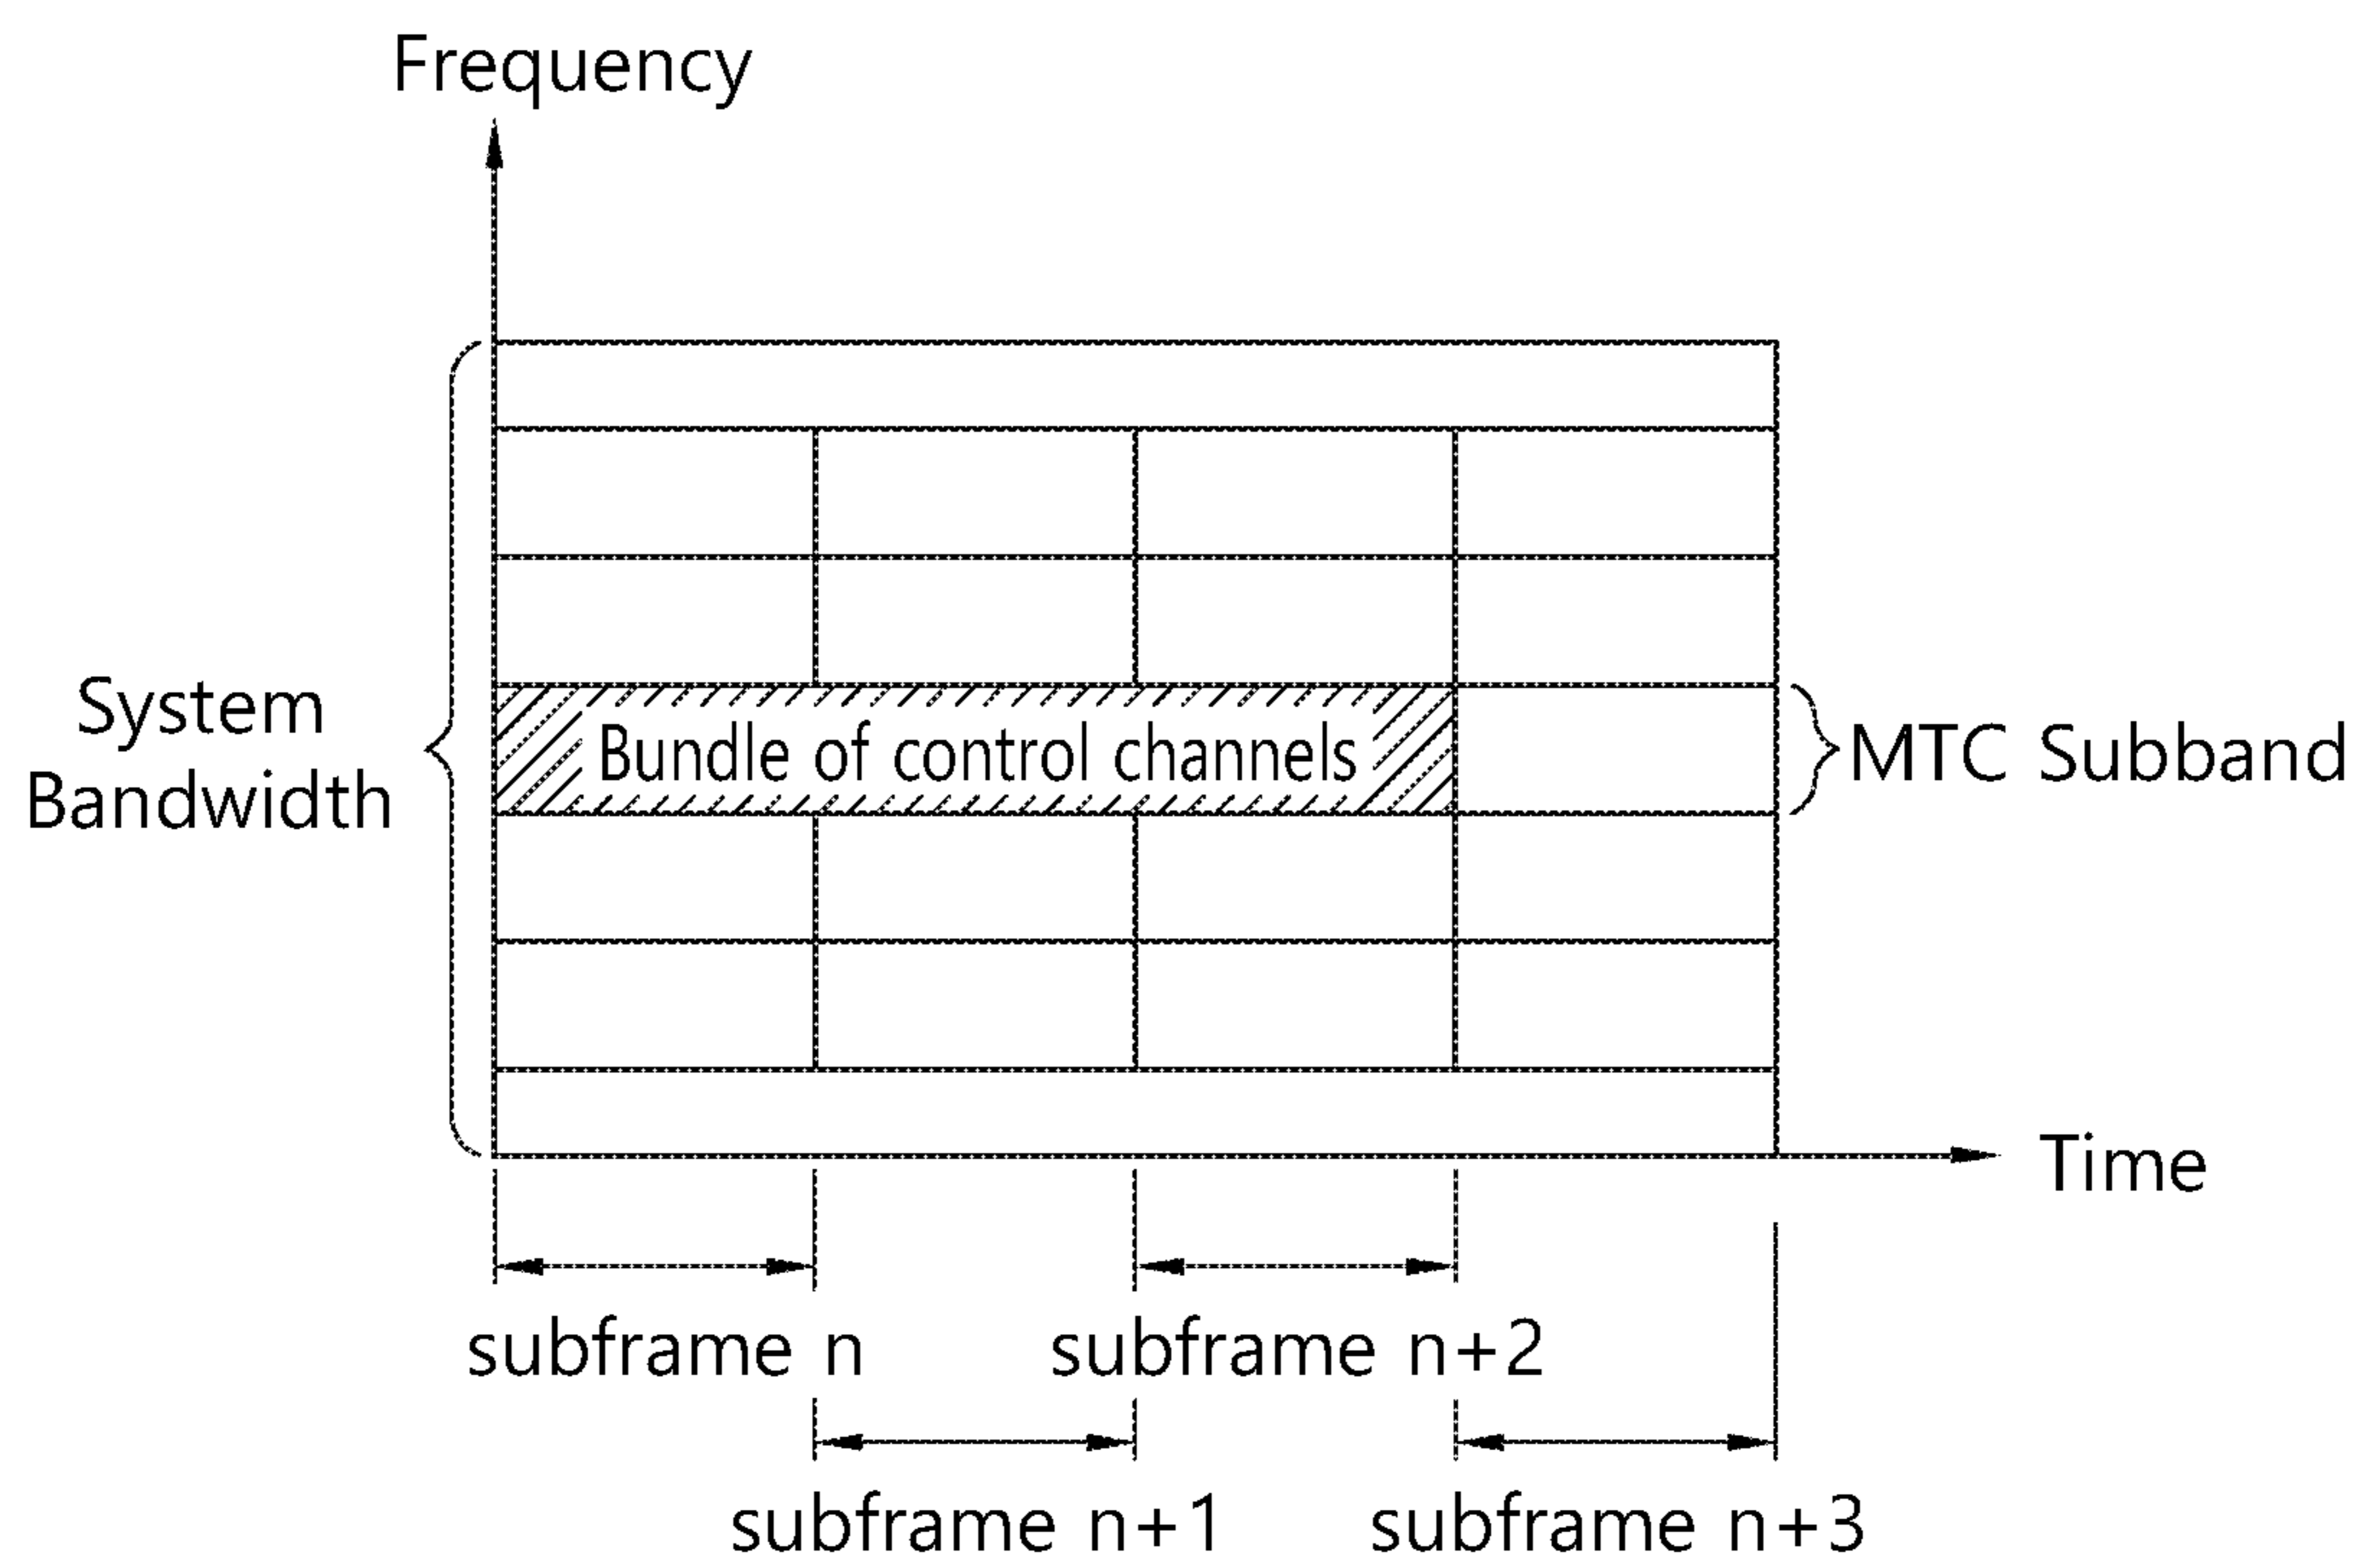 Frequency
System
Bandwidth
Bundle of control channels
MTC Subband
Time
subframe n
subframe n+2
subframe n+1
subframe n+3